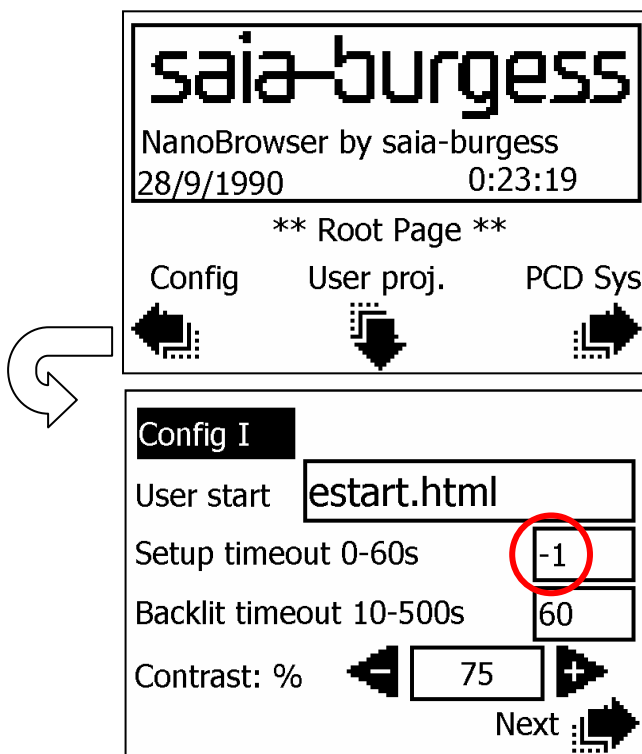 saia-burgess
NanoBrowser by saia-burgess
28/9/1990 0:23:19
** Root Page **
Config User proj. PCD Sys
Config I
User start estart.html
Setup timeout 0-60s -1
Backlit timeout 10-500s 60
Contrast: % - 75 +
Next